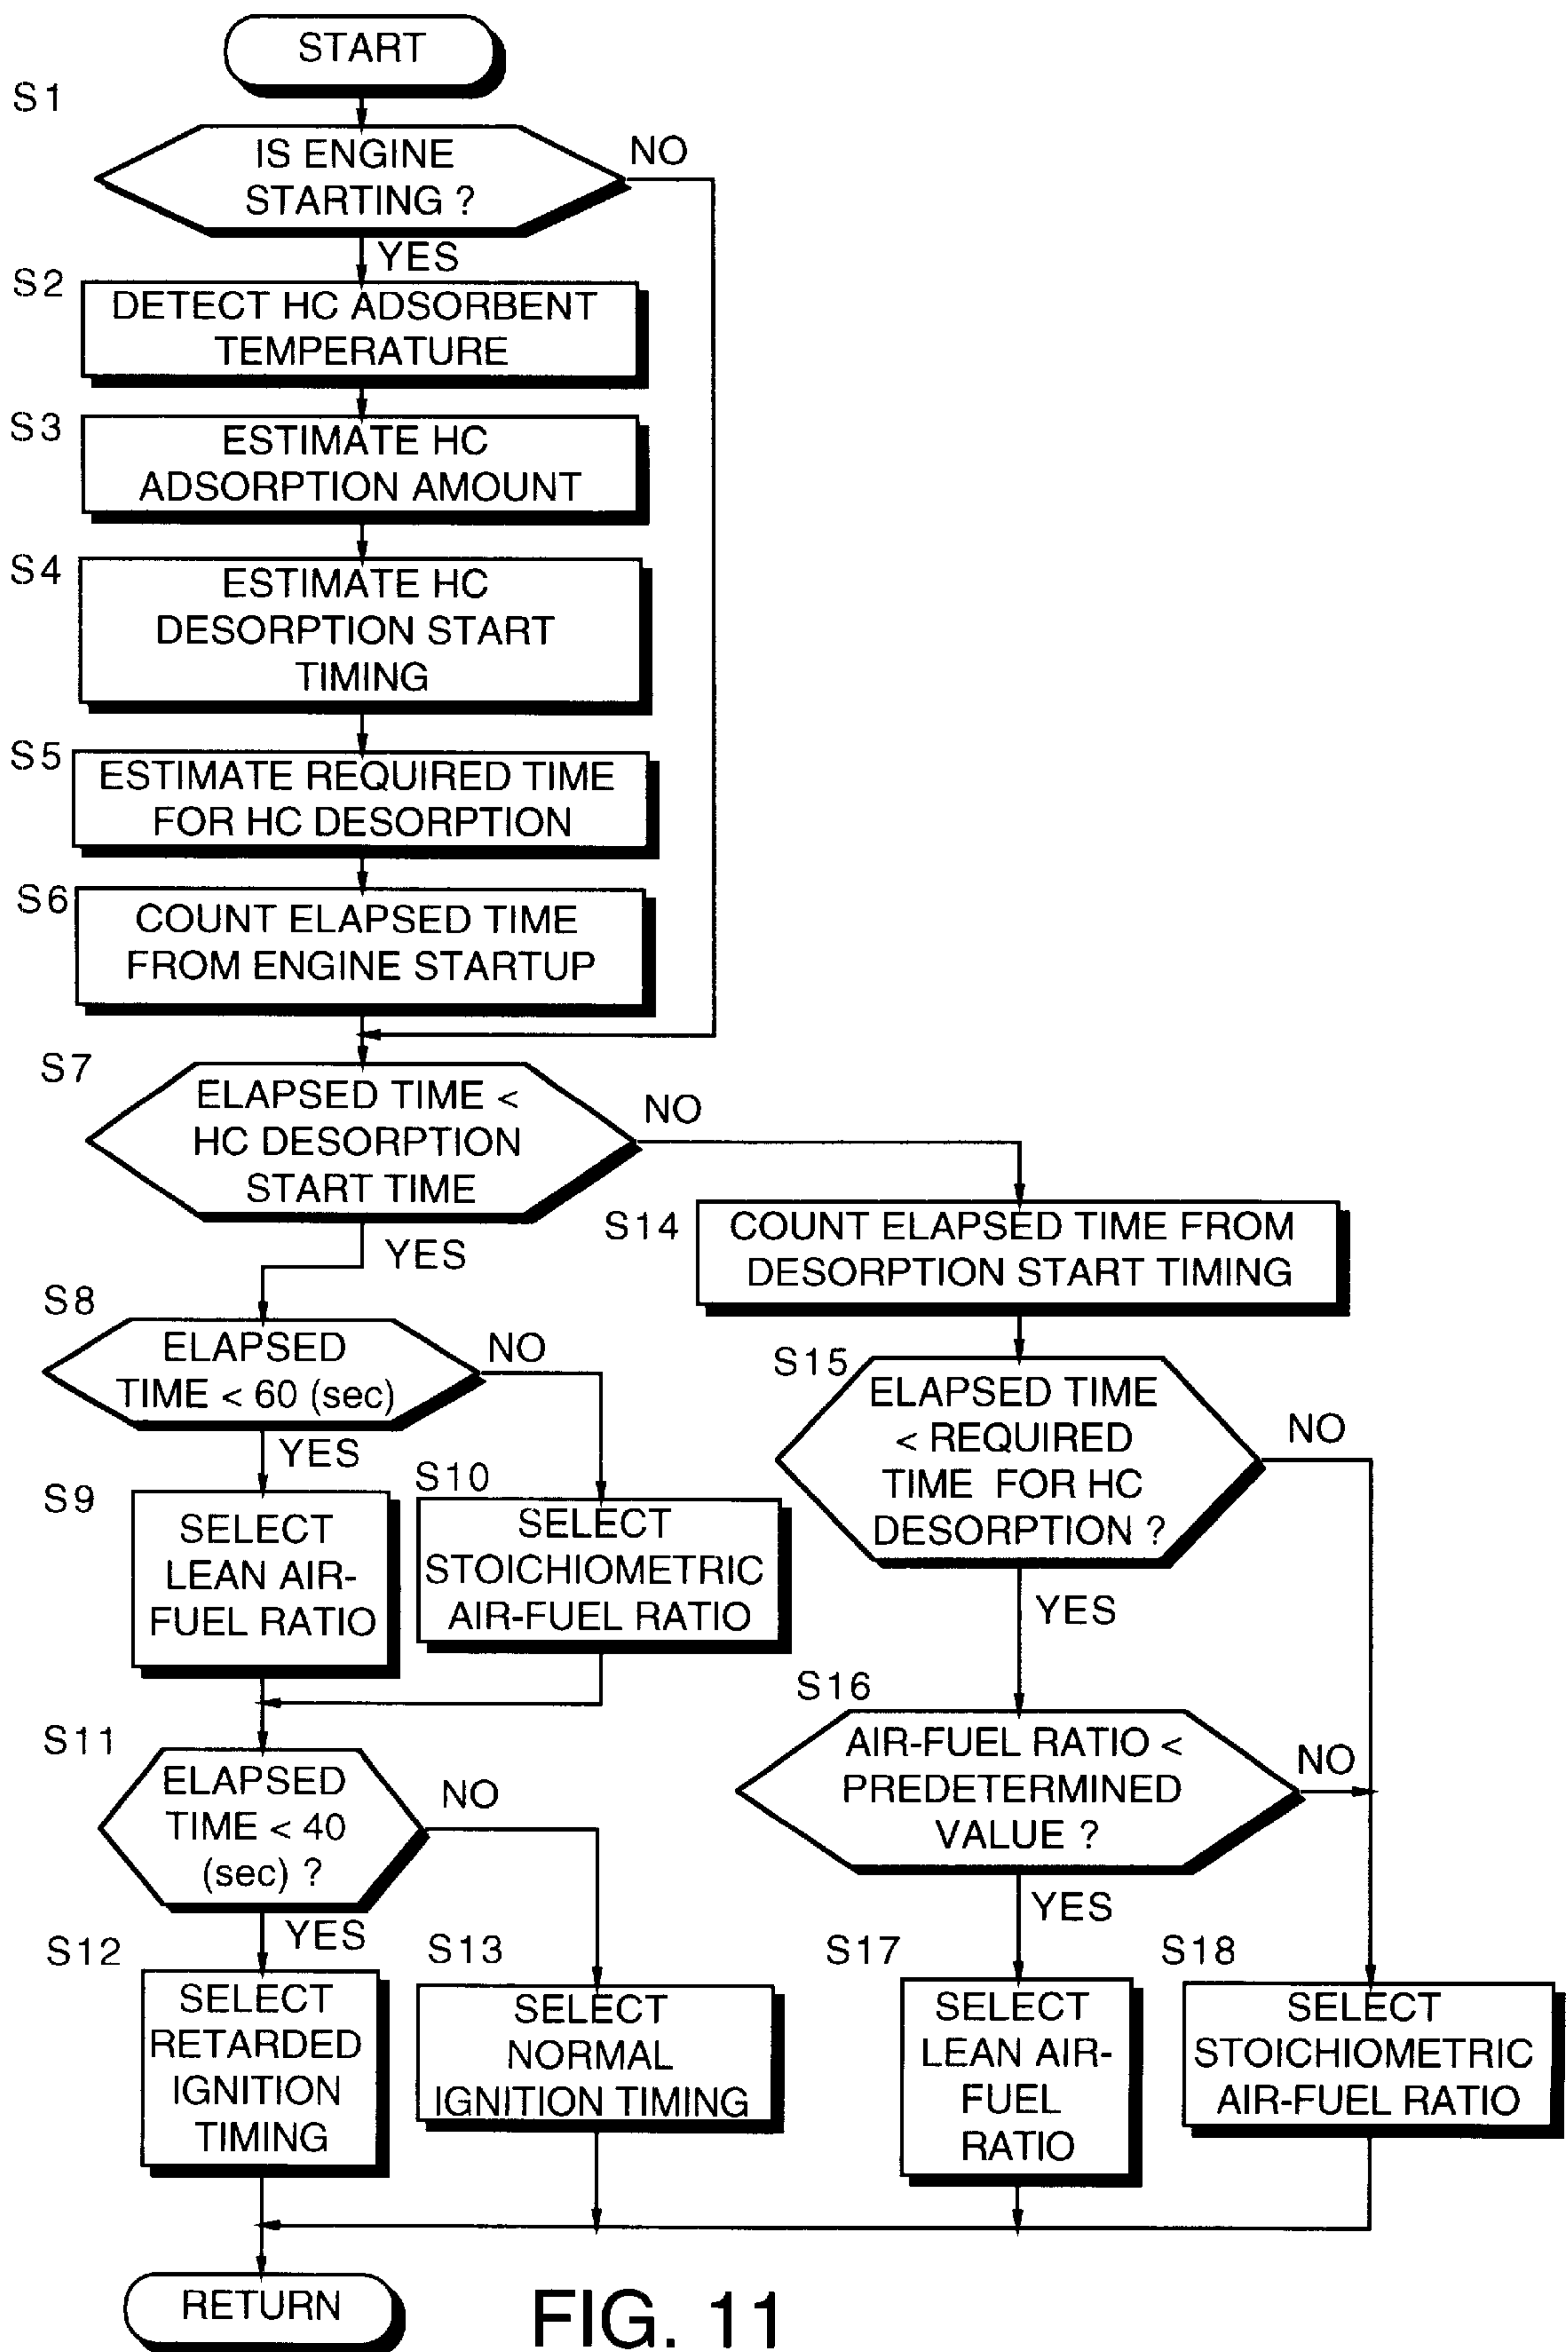 START
S1
IS ENGINE
STARTING ?
NO
YES
S2
DETECT HC ADSORBENT
TEMPERATURE
S3
ESTIMATE HC
ADSORPTION AMOUNT
S4
ESTIMATE HC
DESORPTION START
TIMING
S5
ESTIMATE REQUIRED TIME
FOR HC DESORPTION
S6
COUNT ELAPSED TIME
FROM ENGINE STARTUP
S7
ELAPSED TIME <
HC DESORPTION
START TIME
NO
YES
S8
ELAPSED
TIME < 60 (sec)
NO
YES
S9
SELECT
LEAN AIR-
FUEL RATIO
S10
SELECT
STOICHIOMETRIC
AIR-FUEL RATIO
S11
ELAPSED
TIME < 40
(sec) ?
NO
YES
S12
SELECT
RETARDED
IGNITION
TIMING
S13
SELECT
NORMAL
IGNITION TIMING
S14
COUNT ELAPSED TIME FROM
DESORPTION START TIMING
S15
ELAPSED TIME
< REQUIRED
TIME FOR HC
DESORPTION ?
NO
YES
S16
AIR-FUEL RATIO <
PREDETERMINED
VALUE ?
NO
YES
S17
SELECT
LEAN AIR-
FUEL
RATIO
S18
SELECT
STOICHIOMETRIC
AIR-FUEL RATIO
RETURN
FIG. 11